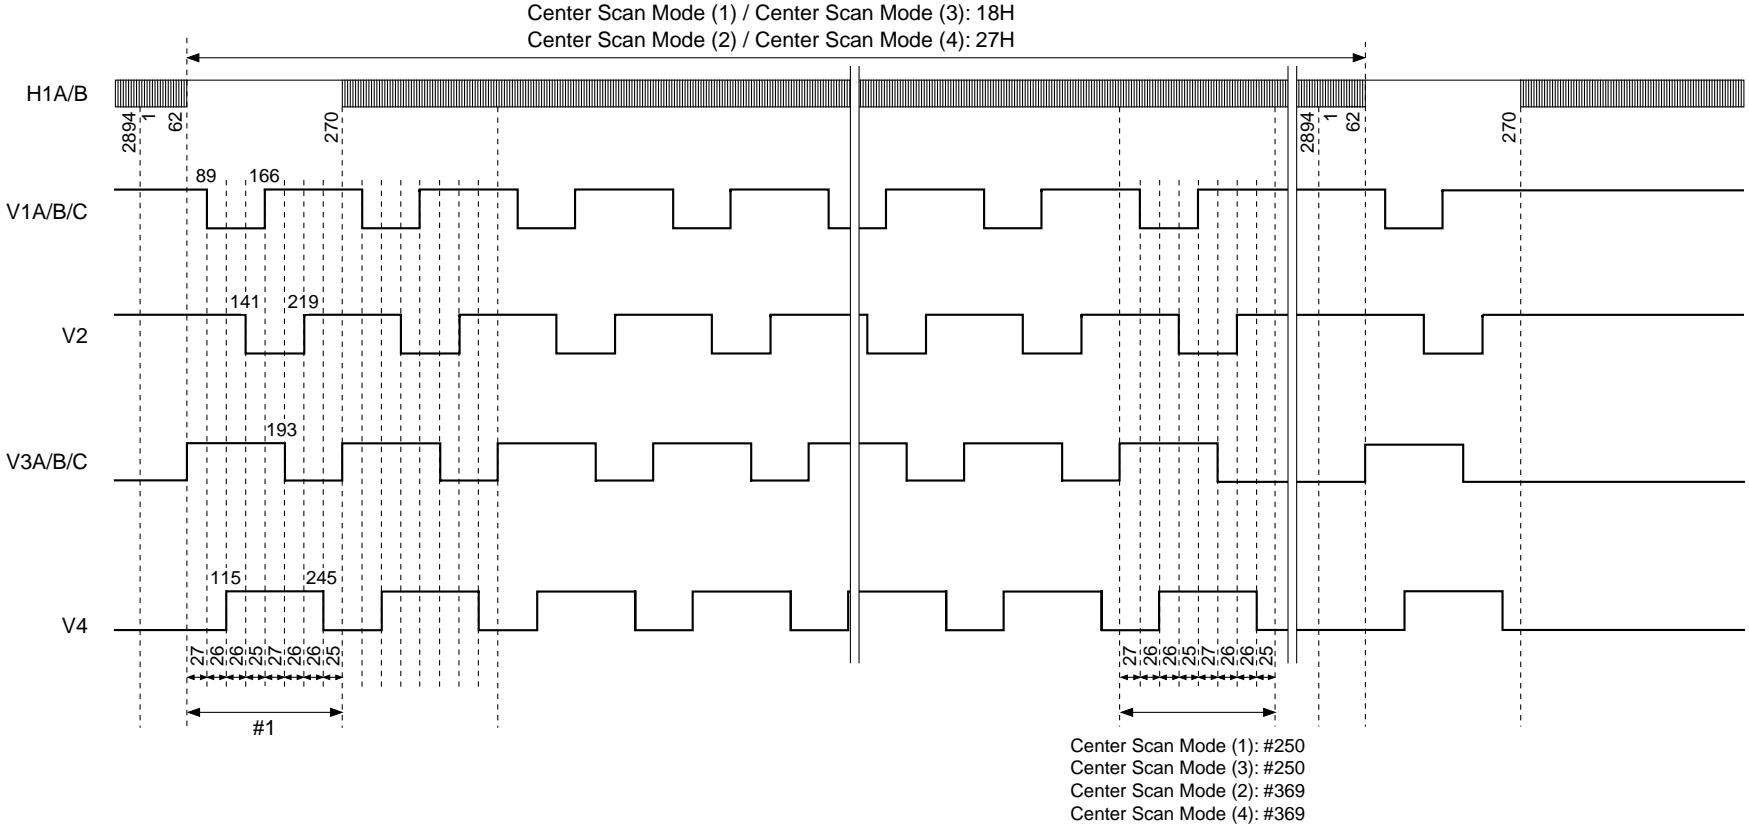 Center Scan Mode (1) / Center Scan Mode (3): 18H
Center Scan Mode (2) / Center Scan Mode (4): 27H
H1A/B
2894
1
62
270
2894
1
62
270
V1A/B/C
89
166
V2
141
219
V3A/B/C
193
V4
115
245
27
26
26
25
27
26
26
25
27
26
26
25
27
26
26
25
#1
Center Scan Mode (1): #250
Center Scan Mode (3): #250
Center Scan Mode (2): #369
Center Scan Mode (4): #369